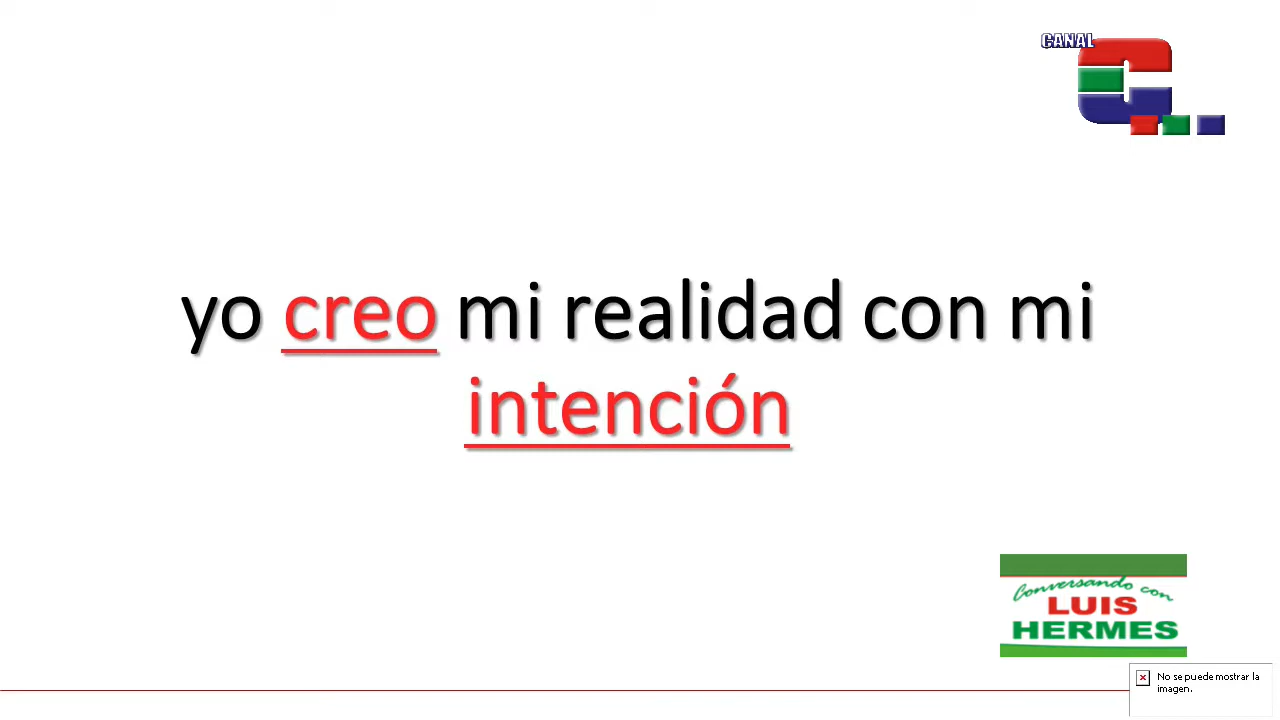 CANAL
C
yo creo mi realidad con mi
intención
Conversando con
LUIS
HERMES
No se puede mostrar la
imagen.